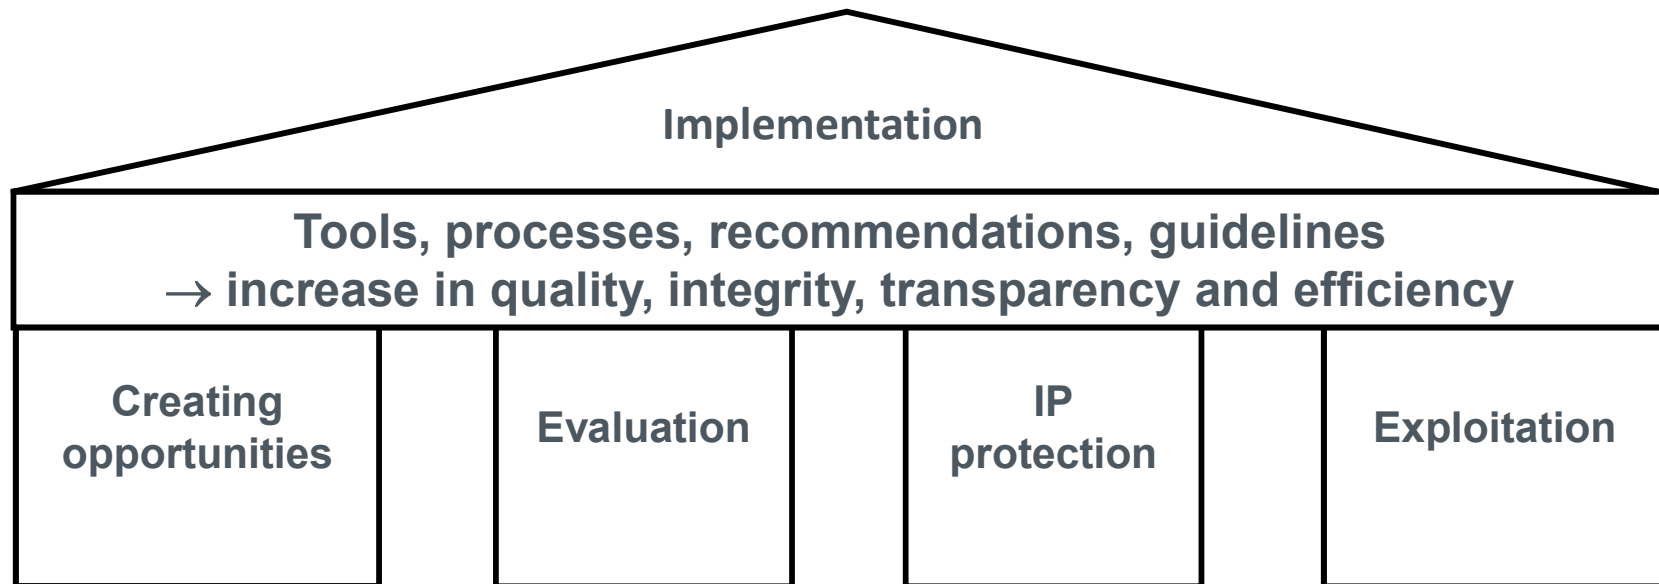 Implementation
Tools, processes, recommendations, guidelines
→ increase in quality, integrity, transparency and efficiency
Creating
opportunities
Evaluation
IP
protection
Exploitation